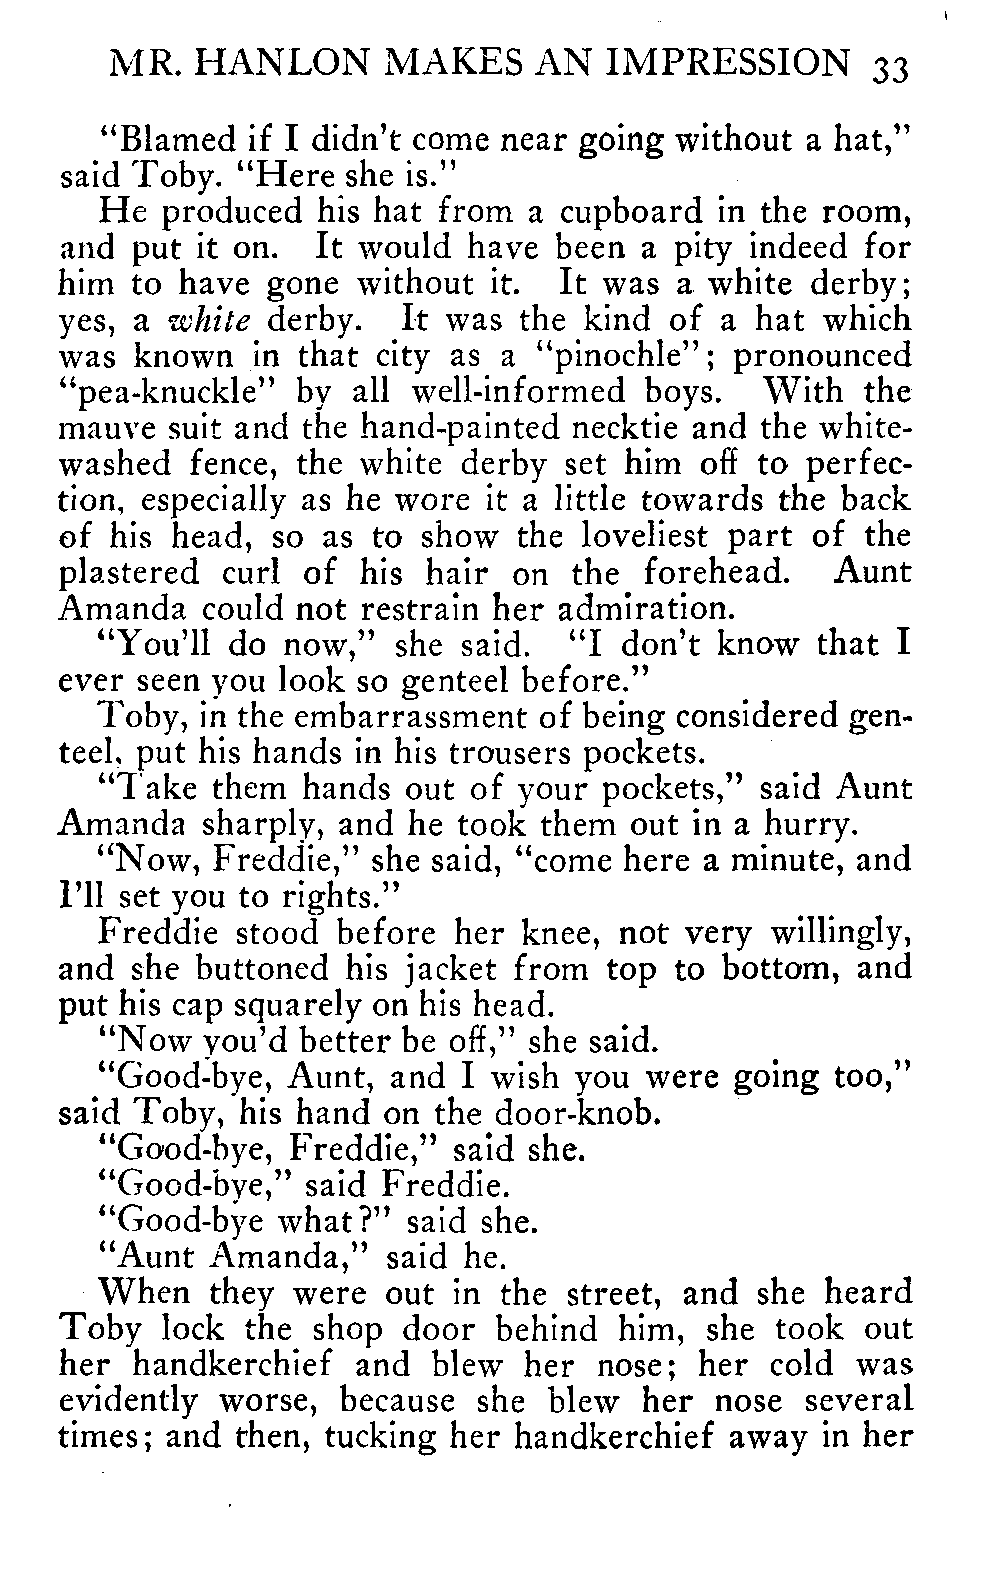 MR. HANLON MAKES AN IMPRESSION 33
"Blamed if I didn't come near going without a hat,"
said Toby. "Here she is."
He produced his hat from a cupboard in the room,
and put it on. It would have been a pity indeed for
him to have gone without it. It was a white derby;
yes, a white derby. It was the kind of a hat which
was known in that city as a "pinochle"; pronounced
"pea-knuckle" by all well-informed boys. With the
mauve suit and the hand-painted necktie and the white-
washed fence, the white derby set him off to perfec-
tion, especially as he wore it a little towards the back
of his head, so as to show the loveliest part of the
plastered curl of his hair on the forehead. Aunt
Amanda could not restrain her admiration.
"You'll do now," she said. "I don't know that I
ever seen you look so genteel before."
Toby, in the embarrassment of being considered gen-
teel, put his hands in his trousers pockets.
"Take them hands out of your pockets," said Aunt
Amanda sharply, and he took them out in a hurry.
"Now, Freddie," she said, "come here a minute, and
I'll set you to rights."
Freddie stood before her knee, not very willingly,
and she buttoned his jacket from top to bottom, and
put his cap squarely on his head.
"Now you'd better be off," she said.
"Good-bye, Aunt, and I wish you were going too,"
said Toby, his hand on the door-knob.
"Good-bye, Freddie," said she.
"Good-bye," said Freddie.
"Good-bye what?" said she.
"Aunt Amanda," said he.
When they were out in the street, and she heard
Toby lock the shop door behind him, she took out
her handkerchief and blew her nose; her cold was
evidently worse, because she blew her nose several
times; and then, tucking her handkerchief away in her